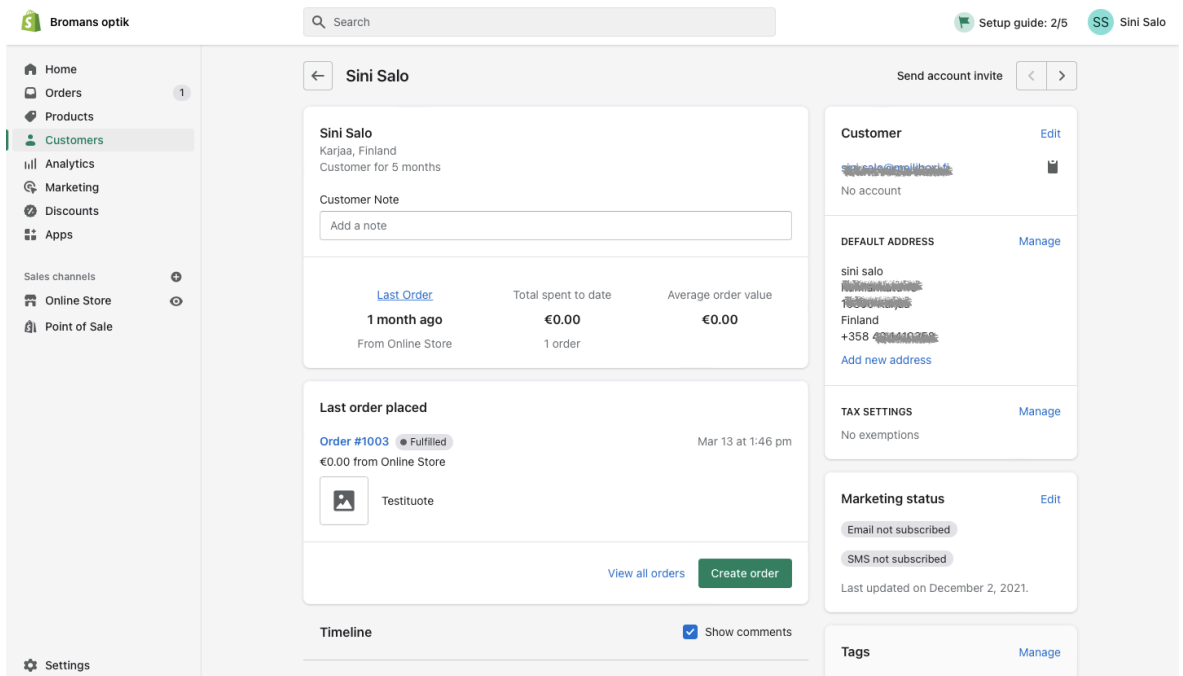 Bromans optik
Search
Setup guide: 2/5
SS
Sini Salo
Home
Orders
1
Products
Customers
Analytics
Marketing
Discounts
Apps
Sales channels
Online Store
Point of Sale
Settings
Sini Salo
Send account invite
Sini Salo
Karjaa, Finland
Customer for 5 months
Customer Note
Add a note
Last Order
1 month ago
From Online Store
Total spent to date
€0.00
1 order
Average order value
€0.00
Last order placed
Order #1003
Fulfilled
Mar 13 at 1:46 pm
€0.00 from Online Store
Testituote
View all orders
Create order
Timeline
Show comments
Customer
Edit
No account
DEFAULT ADDRESS
Manage
sini salo
Finland
+358
Add new address
TAX SETTINGS
Manage
No exemptions
Marketing status
Edit
Email not subscribed
SMS not subscribed
Last updated on December 2, 2021.
Tags
Manage